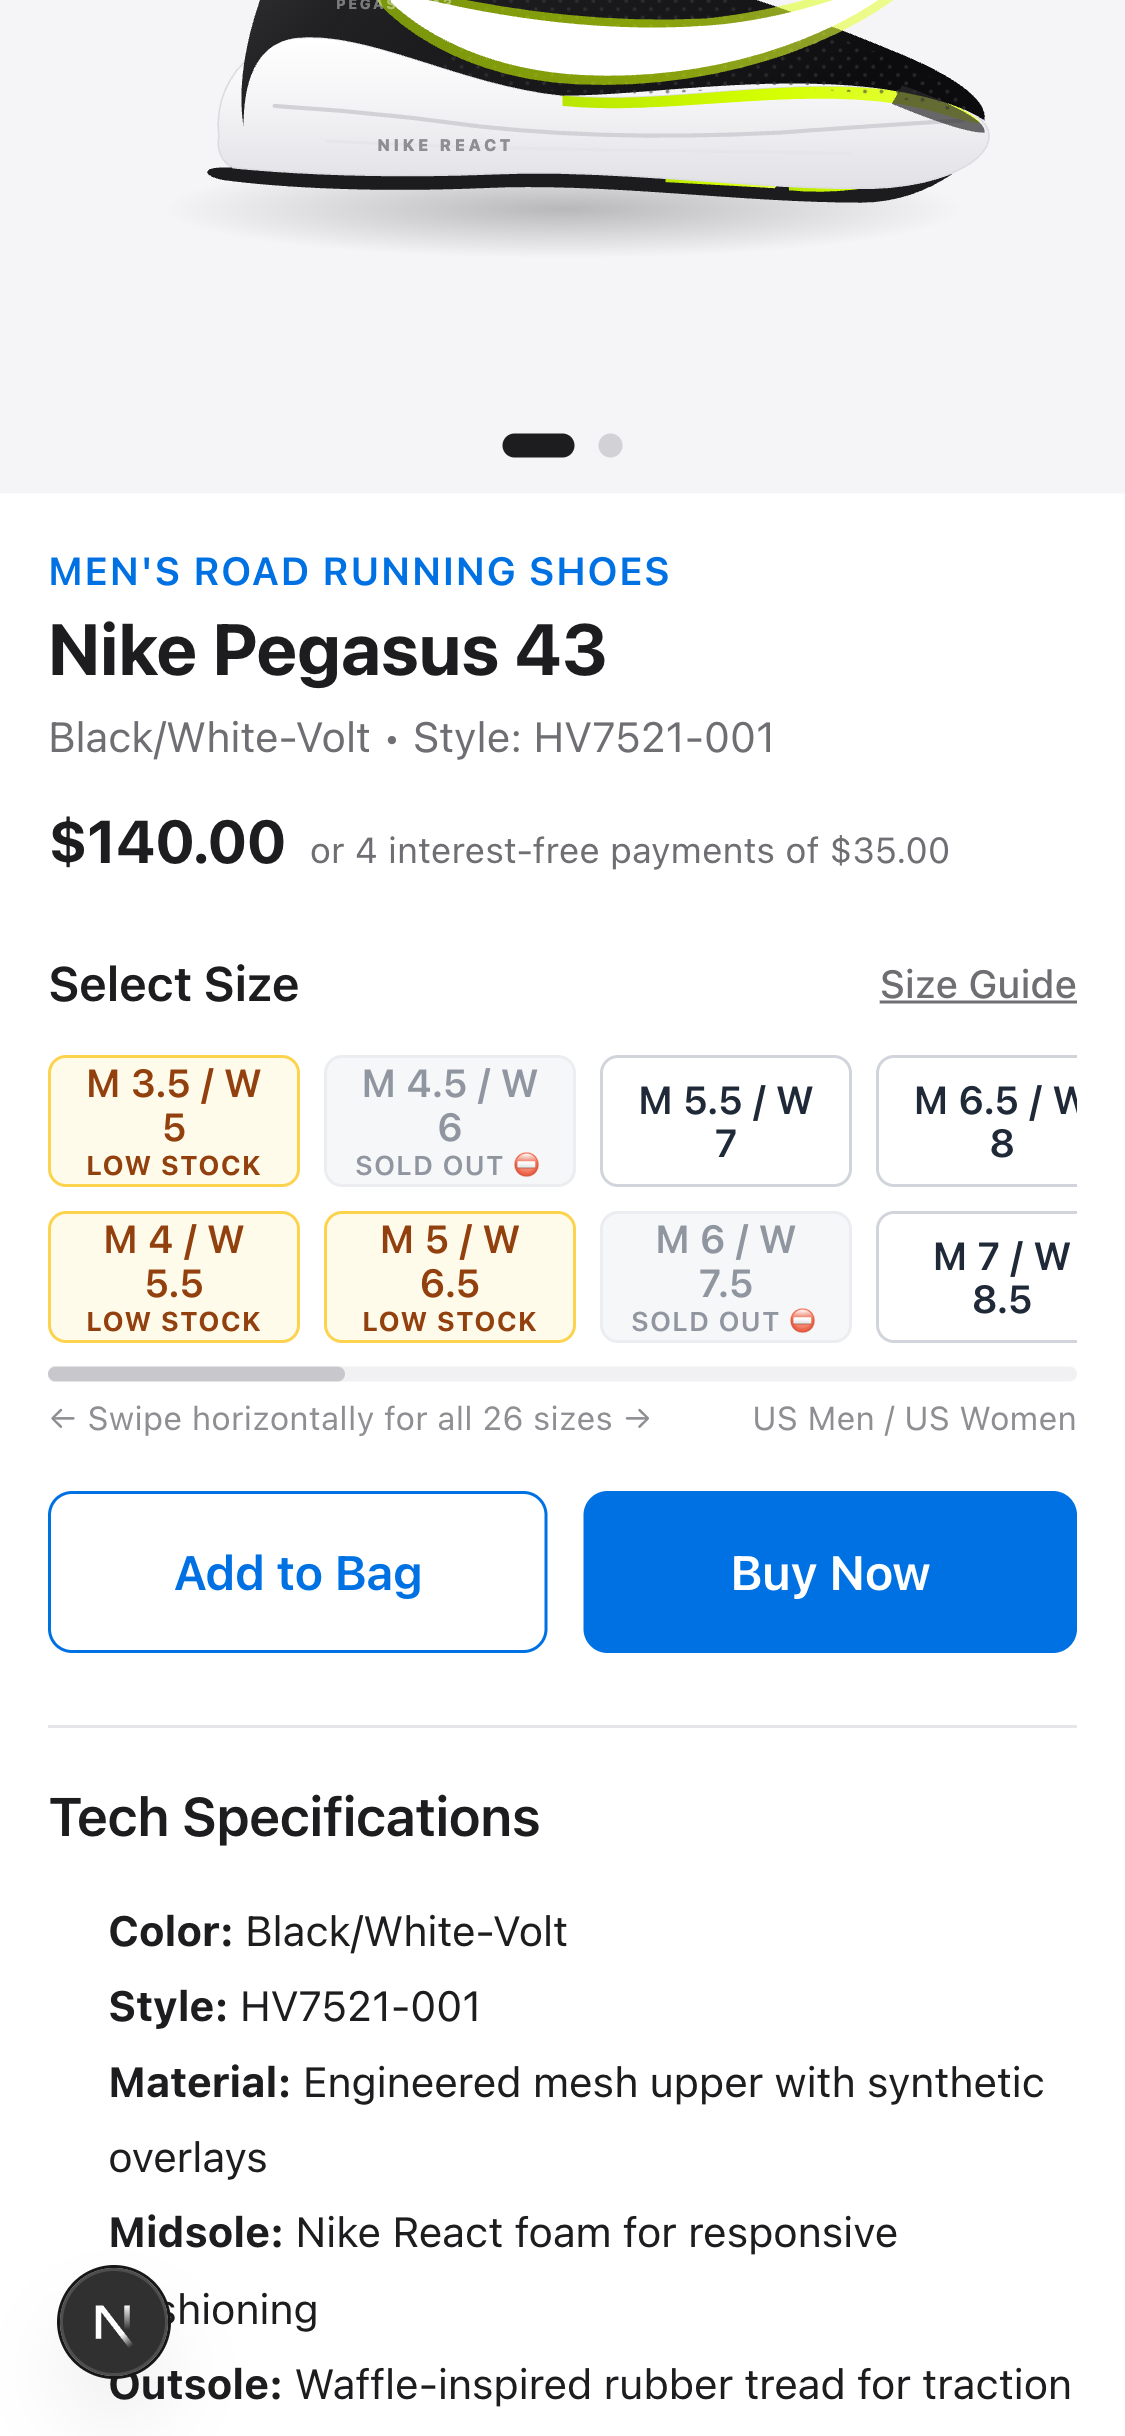 NIKE REACT
MEN'S ROAD RUNNING SHOES
Nike Pegasus 43
Black/White-Volt • Style: HV7521-001
$140.00 or 4 interest-free payments of $35.00
Select Size
Size Guide
M 3.5 / W
5
LOW STOCK
M 4.5 / W
6
SOLD OUT ⛔
M 5.5 / W
7
M 6.5 / W
8
M 4 / W
5.5
LOW STOCK
M 5 / W
6.5
LOW STOCK
M 6 / W
7.5
SOLD OUT ⛔
M 7 / W
8.5
← Swipe horizontally for all 26 sizes →
US Men / US Women
Add to Bag
Buy Now
Tech Specifications
Color: Black/White-Volt
Style: HV7521-001
Material: Engineered mesh upper with synthetic
overlays
Midsole: Nike React foam for responsive
shioning
Outsole: Waffle-inspired rubber tread for traction
N